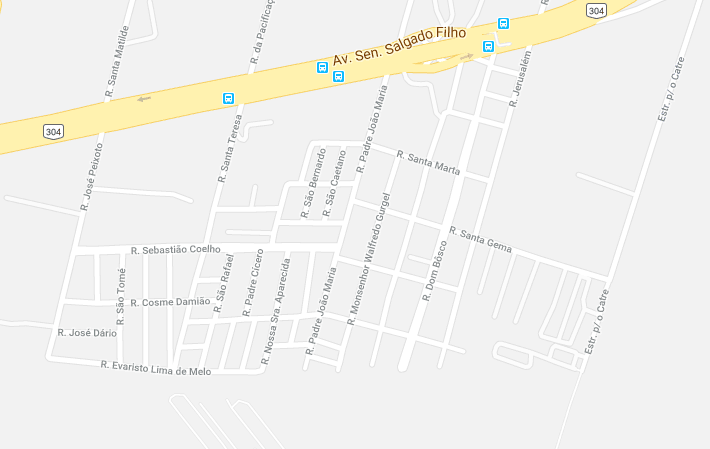 304
Av. Sen. Salgado Filho
R. Santa Matilde
R. da Pacificaç
R. Jerusalém
Estr. p/ o Catre
304
R. José Peixoto
R. Santa Teresa
R. Padre João Maria
R. São Bernardo
R. São Caetano
R. Santa Marta
R. Monsenhor Walfredo Gurgel
R. Santa Gema
R. Sebastião Coelho
R. São Tomé
R. Cosme Damião
R. São Rafael
R. Padre Cícero
R. Nossa Sra. Aparecida
R. Padre João Maria
R. Dom Bosco
Estr. p/ o Catre
R. José Dário
R. Evaristo Lima de Melo